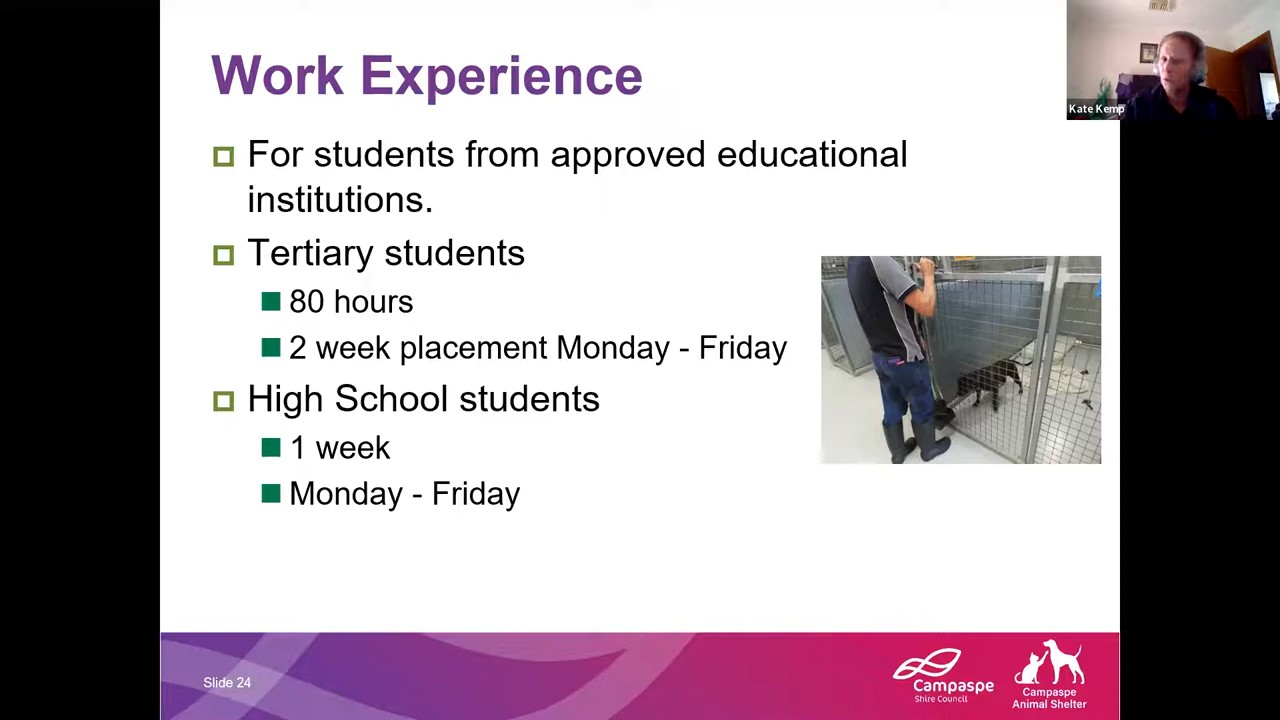 Work Experience
Kate Kemp
For students from approved educational
institutions.
Tertiary students
80 hours
2 week placement Monday - Friday
High School students
1 week
Monday - Friday
Slide 24
Campaspe
Shire Council
Campaspe
Animal Shelter